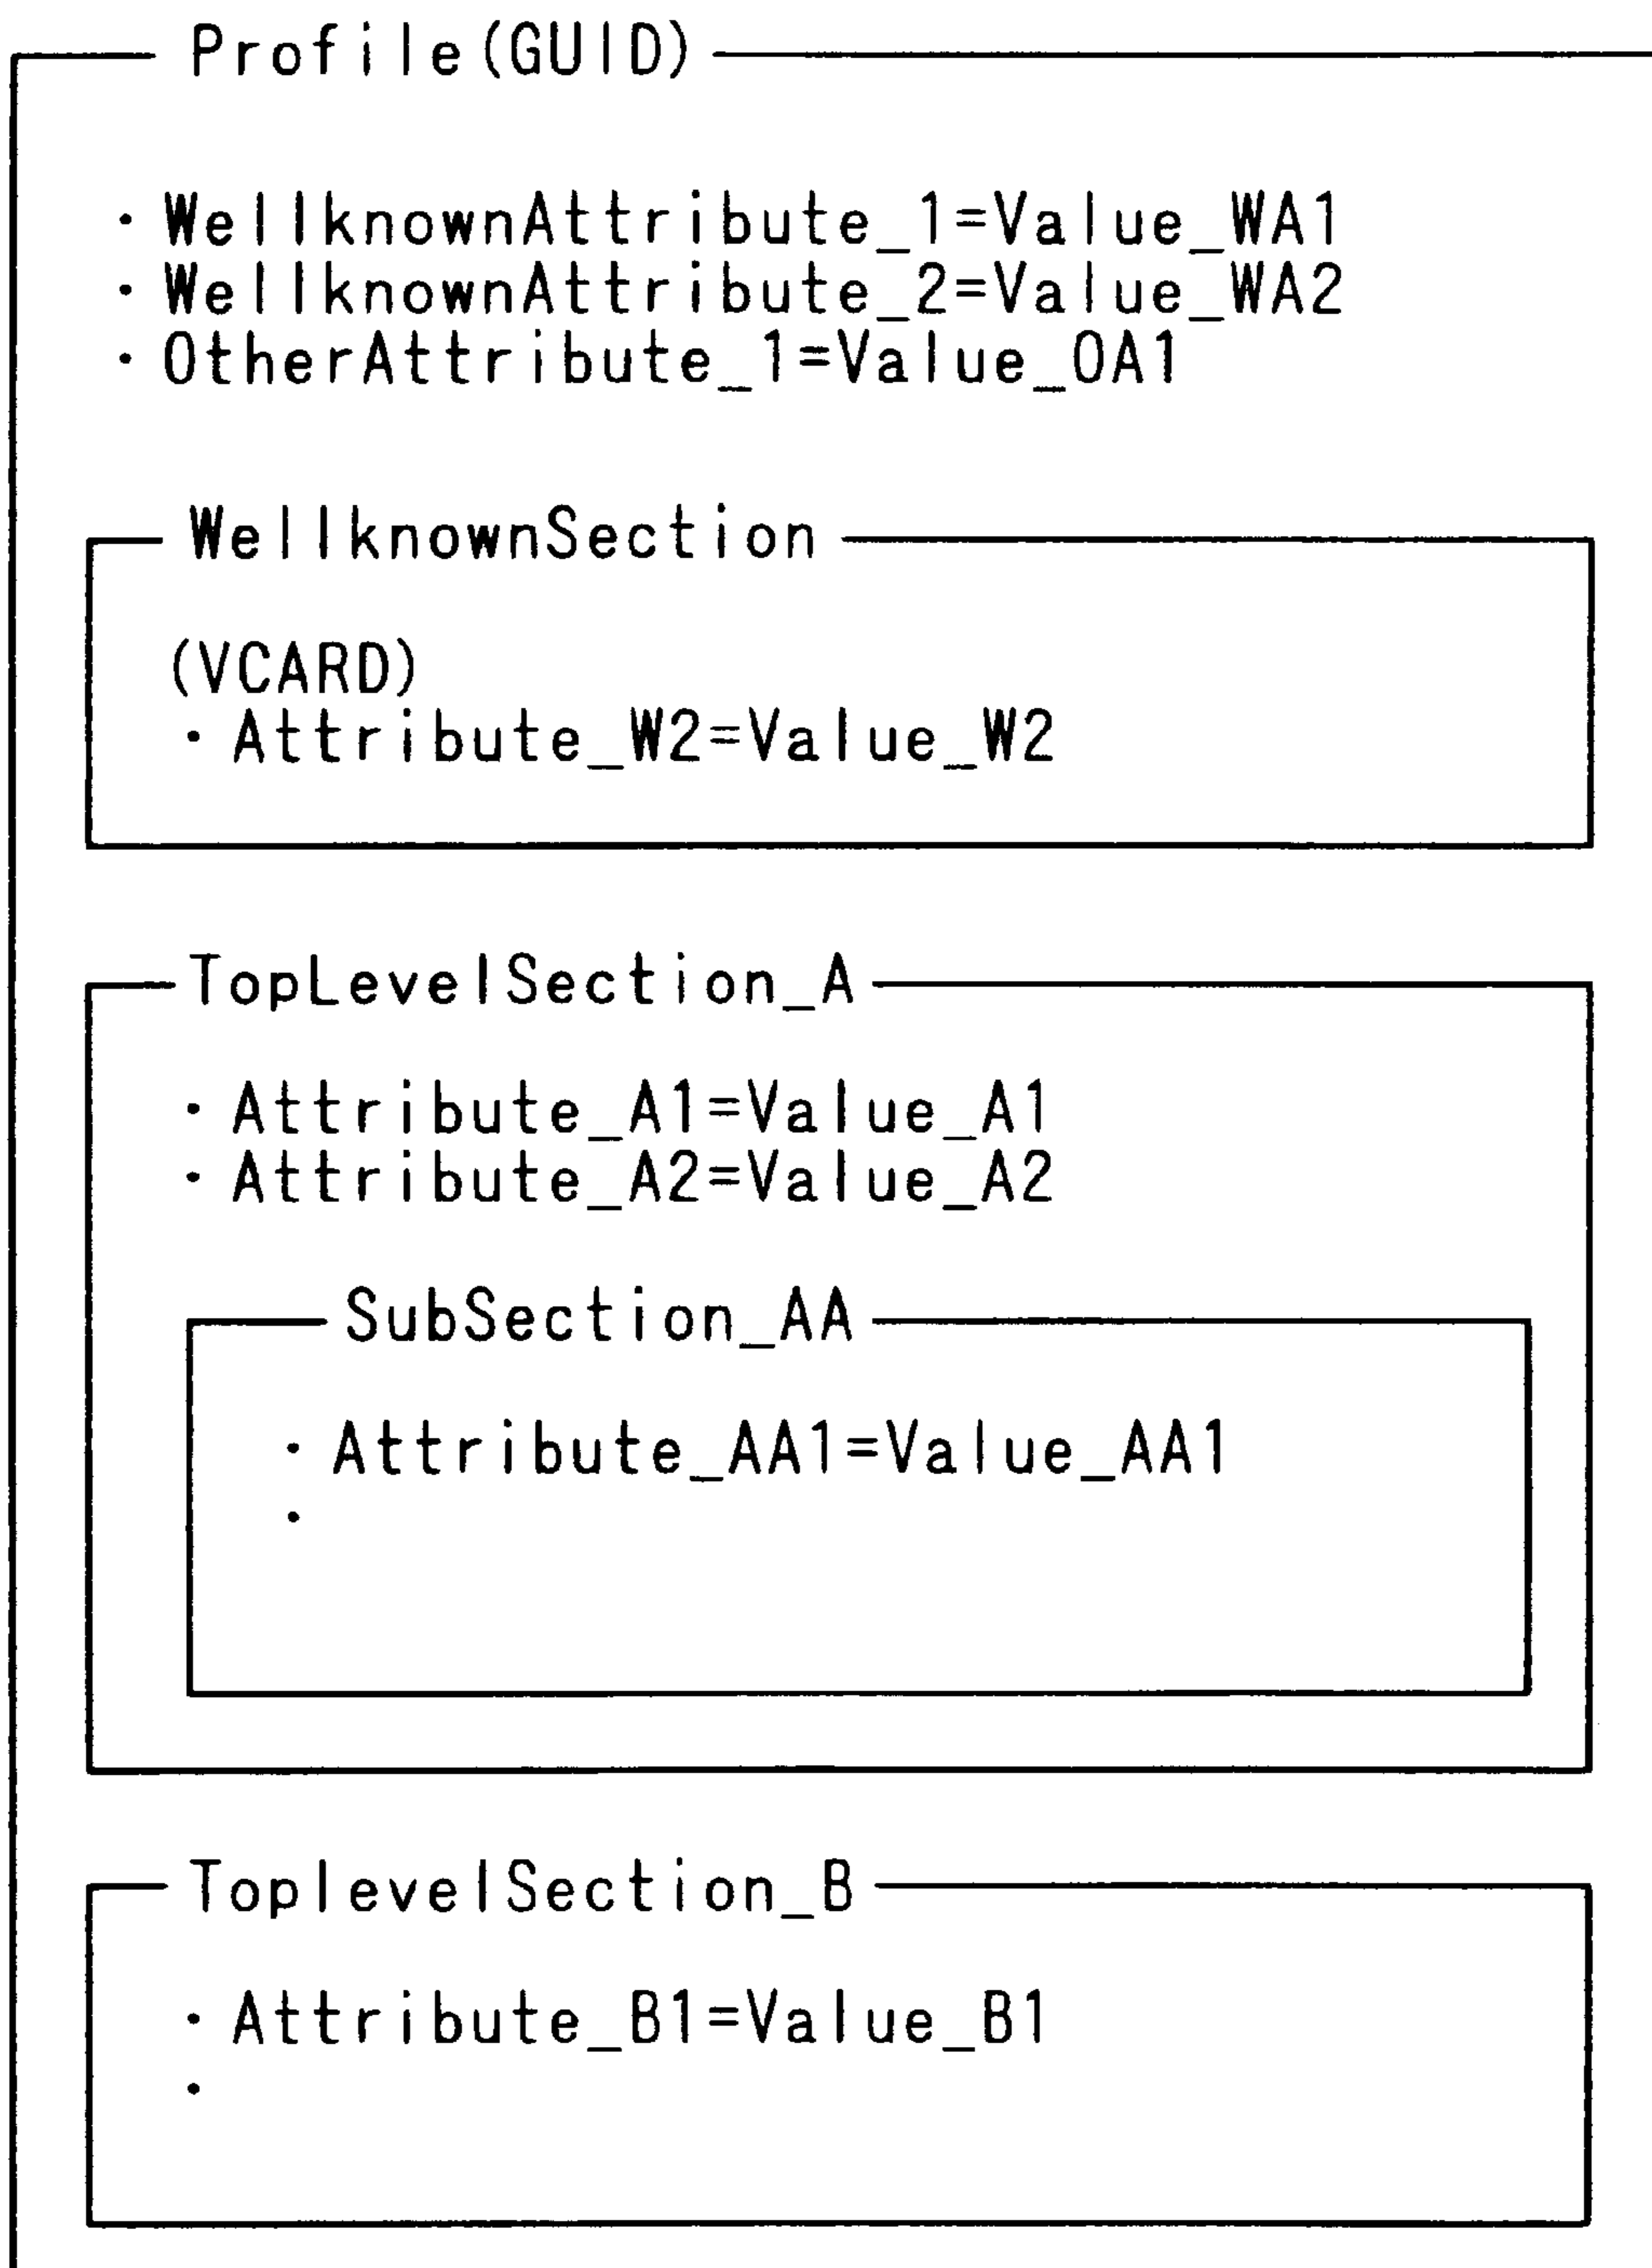 Profile(GUID)
・WellknownAttribute_1=Value_WA1
・WellknownAttribute_2=Value_WA2
・OtherAttribute_1=Value_OA1
WellknownSection
(VCARD)
・Attribute_W2=Value_W2
TopLevelSection_A
・Attribute_A1=Value_A1
・Attribute_A2=Value_A2
SubSection_AA
・Attribute_AA1=Value_AA1
・
ToplevelSection_B
・Attribute_B1=Value_B1
・